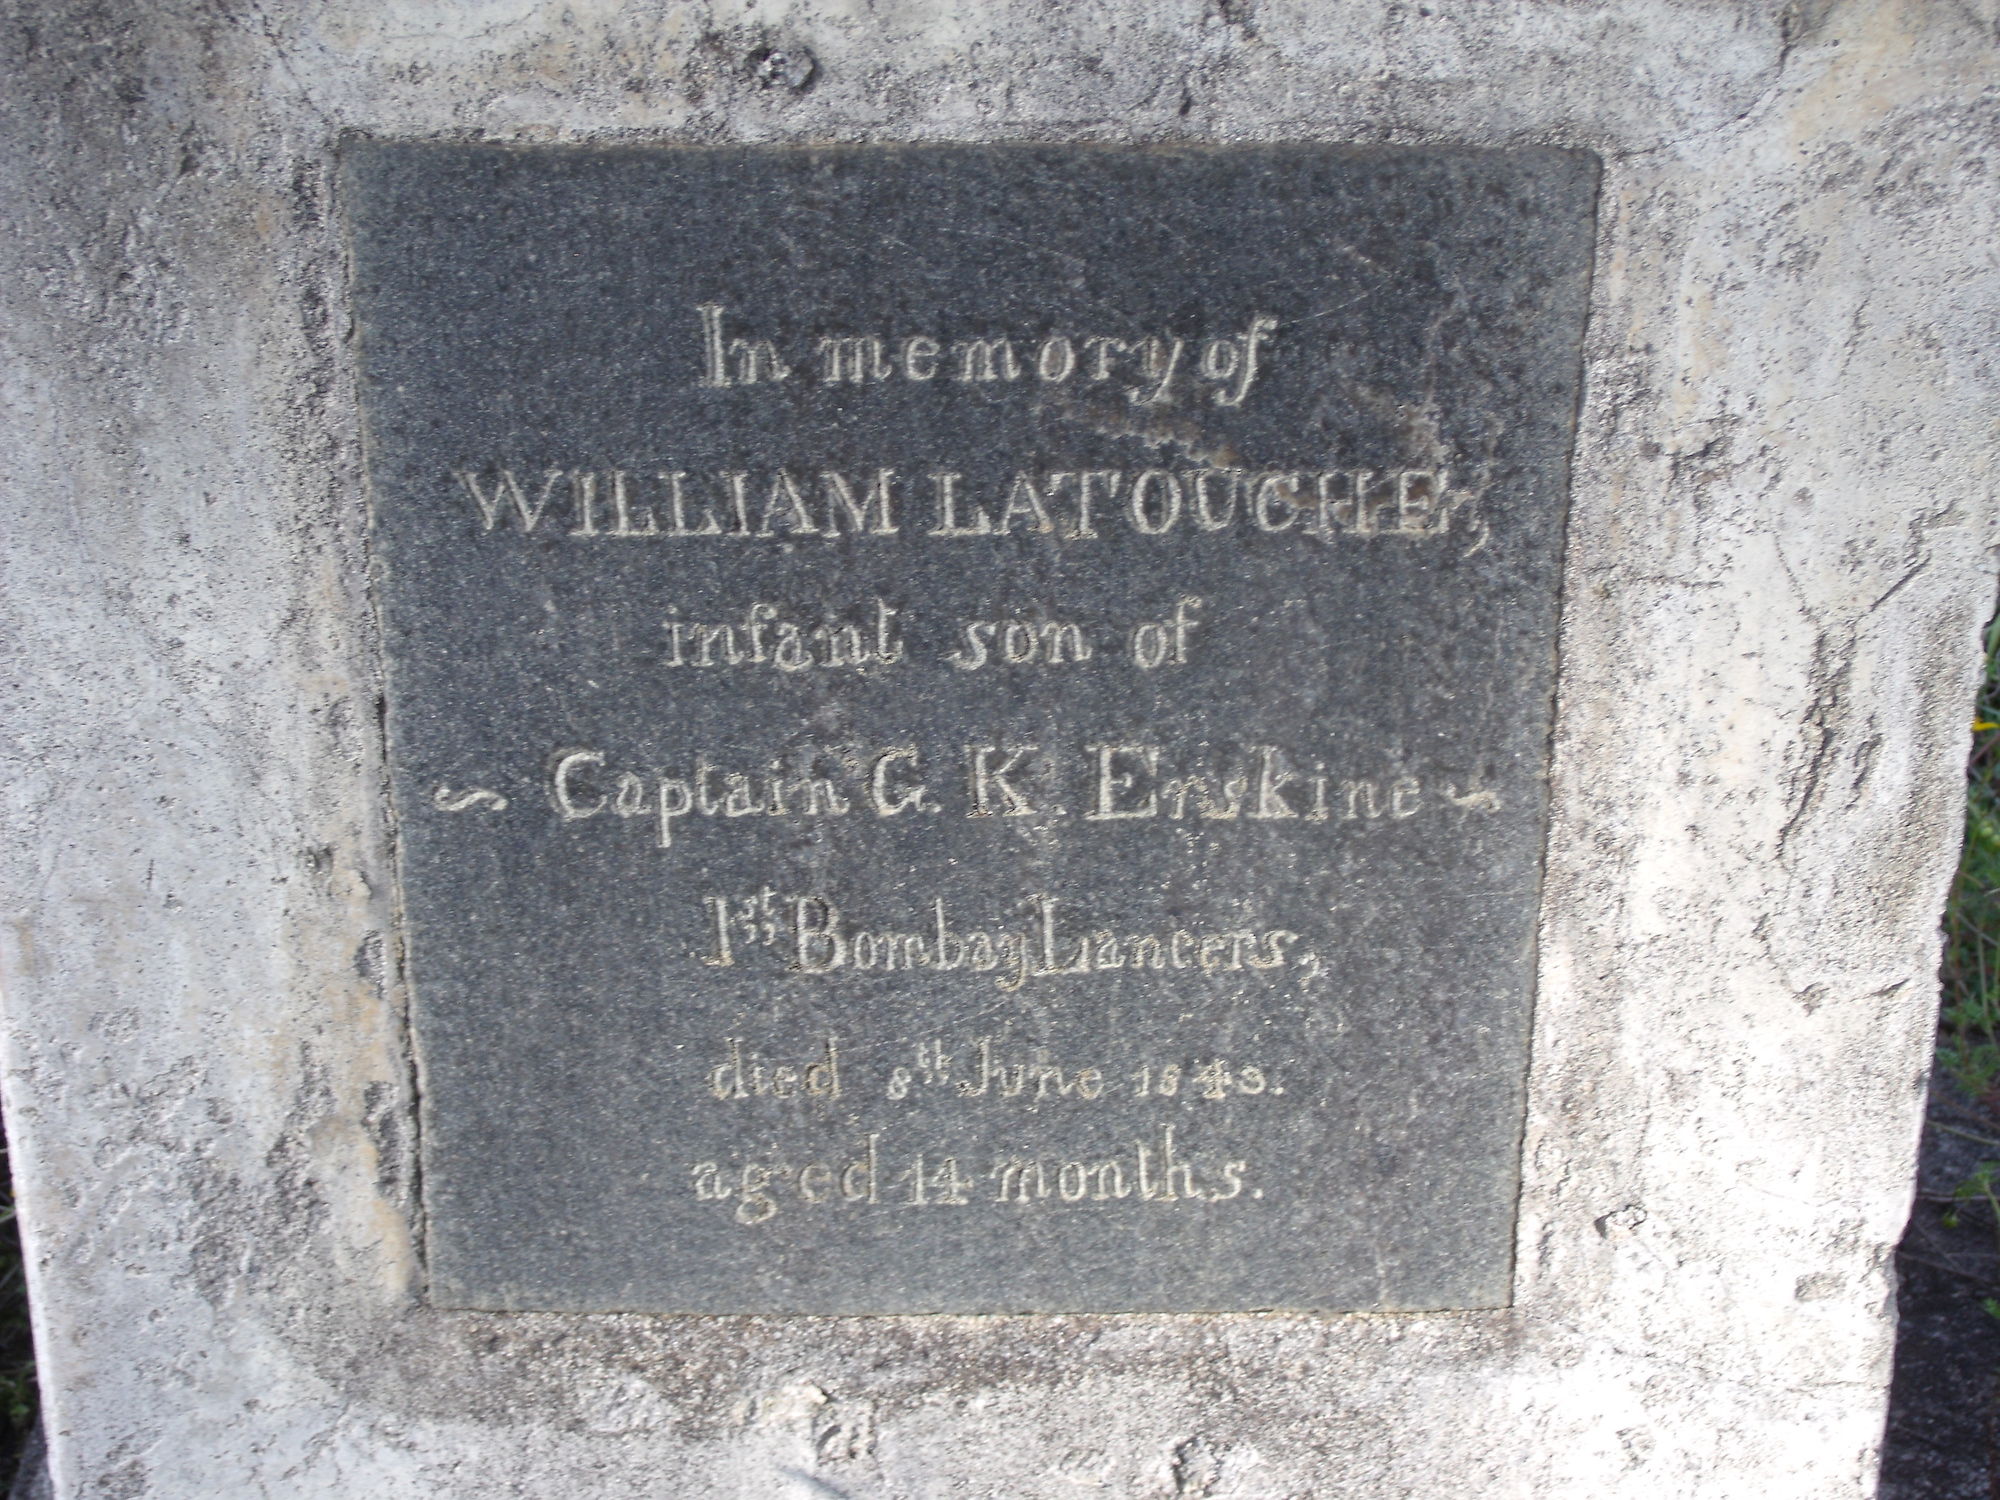 In memory of
WILLIAM LATOUCHE,
infant son of
~ Captain G. K. Erskine ~
1st Bombay Lancers,
died 8th June 1843.
aged 14 months.